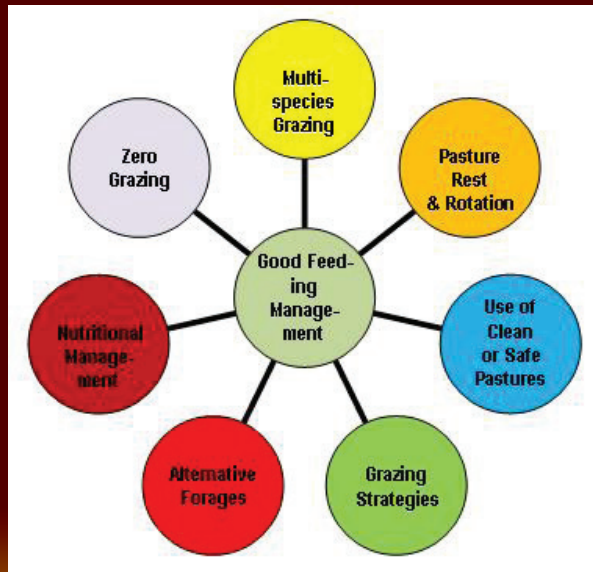 Multi-
species
Grazing
Zero
Grazing
Pasture
Rest
& Rotation
Good Feed-
ing
Manage-
ment
Nutritional
Manage-
ment
Use of
Clean
or Safe
Pastures
Alternative
Forages
Grazing
Strategies